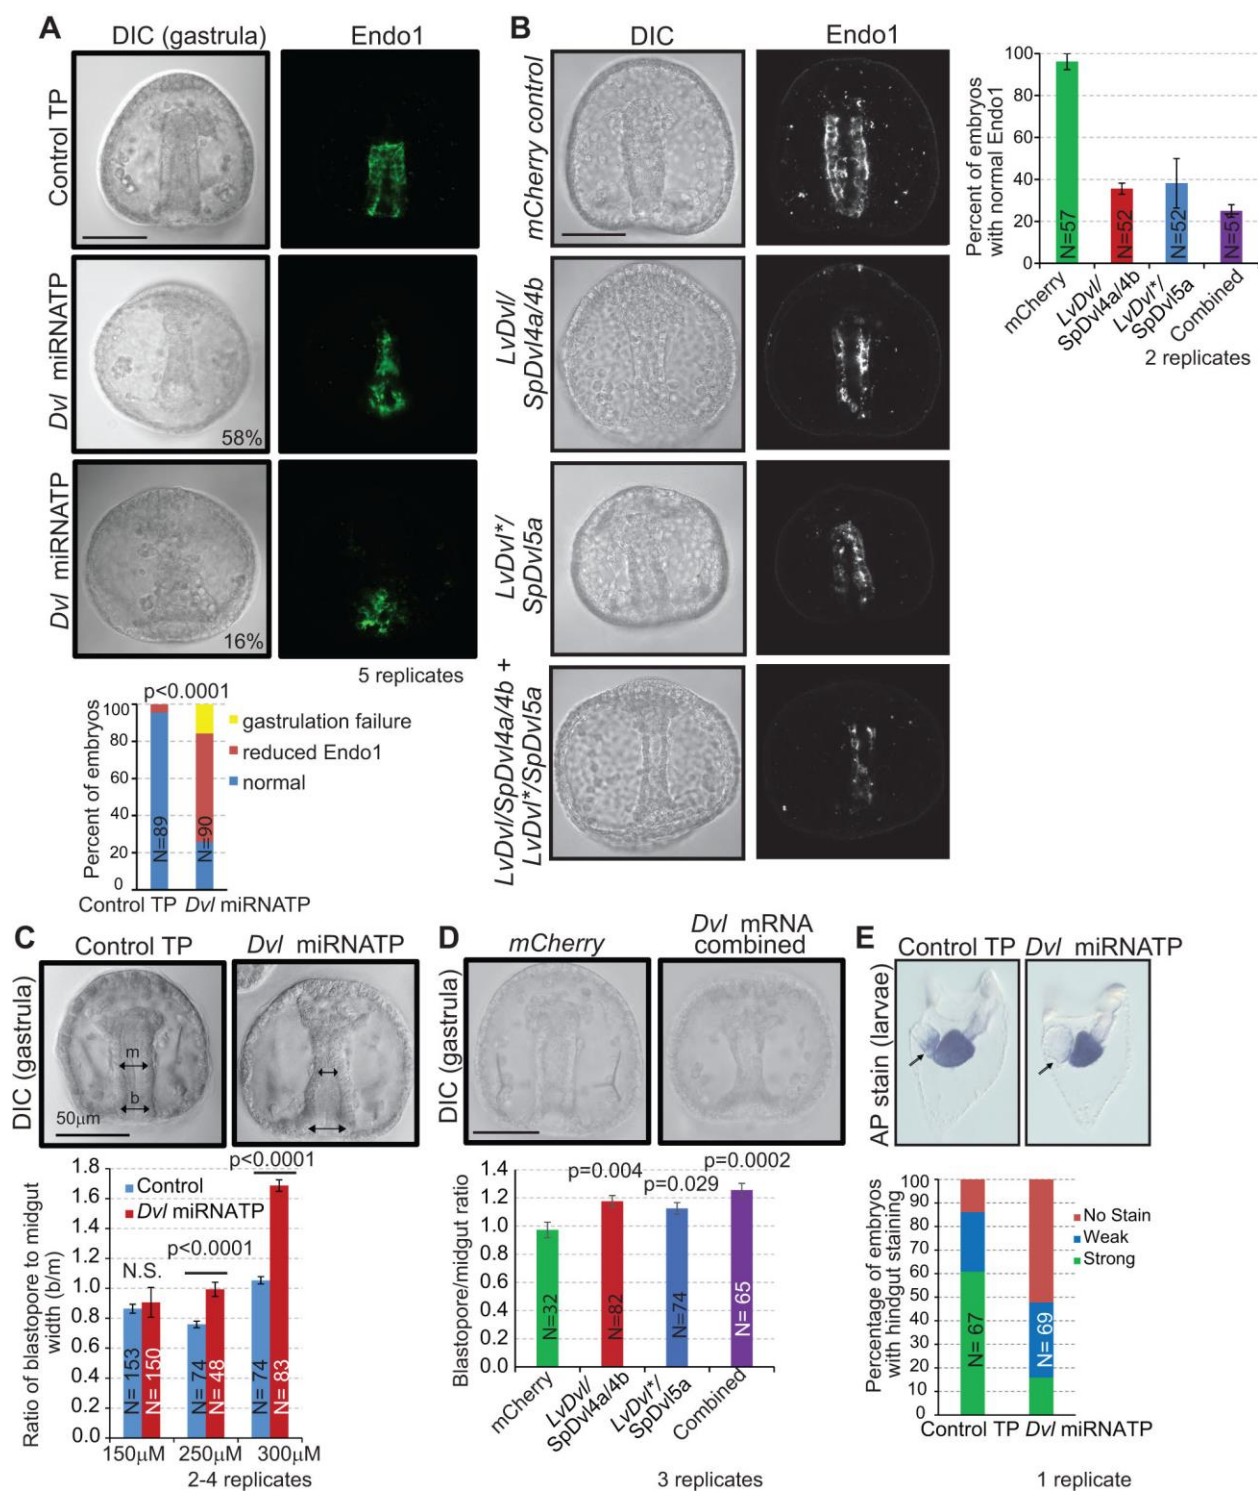 A
DIC (gastrula)
Endo1
Control TP
Dvl miRNATP
58%
Dvl miRNATP
16%
5 replicates
p<0.0001
Percent of embryos
100
80
60
40
20
0
N=89
N=90
gastrulation failure
reduced Endo1
normal
Control TP
Dvl miRNATP
B
DIC
Endo1
mCherry control
LvDvl/
SpDvl4a/4b
LvDvl*/
SpDvl5a
LvDvl/SpDvl4a/4b +
LvDvl*/SpDvl5a
Percent of embryos
with normal Endo1
100
80
60
40
20
0
N=57
N=52
N=52
N=51
mCherry
LvDvl/
SpDvl4a/4b
LvDvl*/
SpDvl5a
Combined
2 replicates
C
Control TP
Dvl miRNATP
DIC (gastrula)
m
b
50µm
Ratio of blastopore to midgut
width (b/m)
1.8
1.6
1.4
1.2
1.0
0.8
0.6
0.4
0.2
0.0
Control
Dvl miRNATP
N.S.
p<0.0001
p<0.0001
N= 153
N= 150
N= 74
N= 48
N= 74
N= 83
150µM
250µM
300µM
2-4 replicates
D
mCherry
Dvl mRNA
combined
DIC (gastrula)
Blastopore/midgut ratio
1.4
1.2
1.0
0.8
0.6
0.4
0.2
0.0
p=0.004
p=0.029
p=0.0002
N=32
N=82
N=74
N= 65
mCherry
LvDvl/
SpDvl4a/4b
LvDvl*/
SpDvl5a
Combined
3 replicates
E
Control TP
Dvl miRNATP
AP stain (larvae)
Percentage of embryos
with hindgut staining
100
90
80
70
60
50
40
30
20
10
0
N= 67
N= 69
No Stain
Weak
Strong
Control TP
Dvl miRNATP
1 replicate